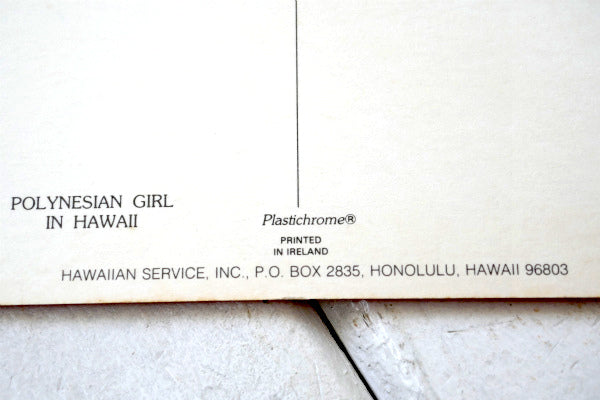 POLYNESIAN GIRL
IN HAWAII
Plastichrome®
PRINTED
IN IRELAND
HAWAIIAN SERVICE, INC., P.O. BOX 2835, HONOLULU, HAWAII 96803